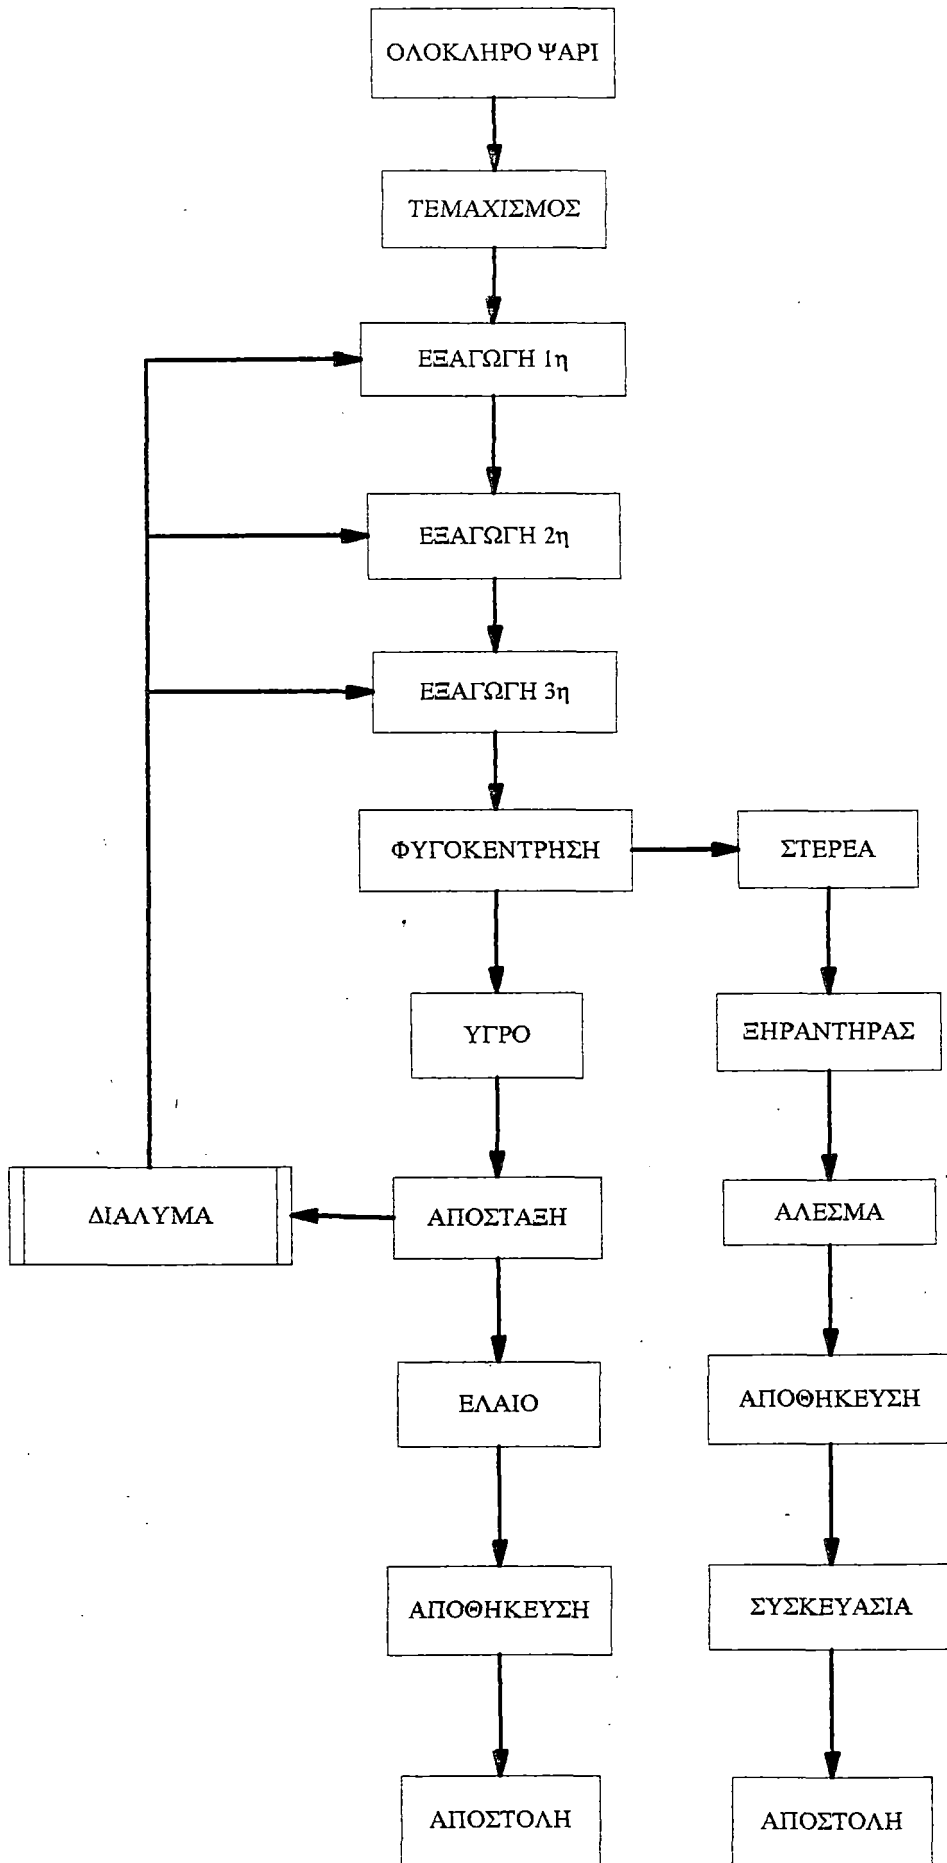 ΟΛΟΚΛΗΡΟ ΨΑΡΙ
ΤΕΜΑΧΙΣΜΟΣ
ΕΞΑΓΩΓΗ 1η
ΕΞΑΓΩΓΗ 2η
ΕΞΑΓΩΓΗ 3η
ΦΥΓΟΚΕΝΤΡΗΣΗ
ΣΤΕΡΕΑ
ΥΓΡΟ
ΞΗΡΑΝΤΗΡΑΣ
ΔΙΑΛΥΜΑ
ΑΠΟΣΤΑΞΗ
ΑΛΕΣΜΑ
ΕΛΑΙΟ
ΑΠΟΘΗΚΕΥΣΗ
ΑΠΟΘΗΚΕΥΣΗ
ΣΥΣΚΕΥΑΣΙΑ
ΑΠΟΣΤΟΛΗ
ΑΠΟΣΤΟΛΗ